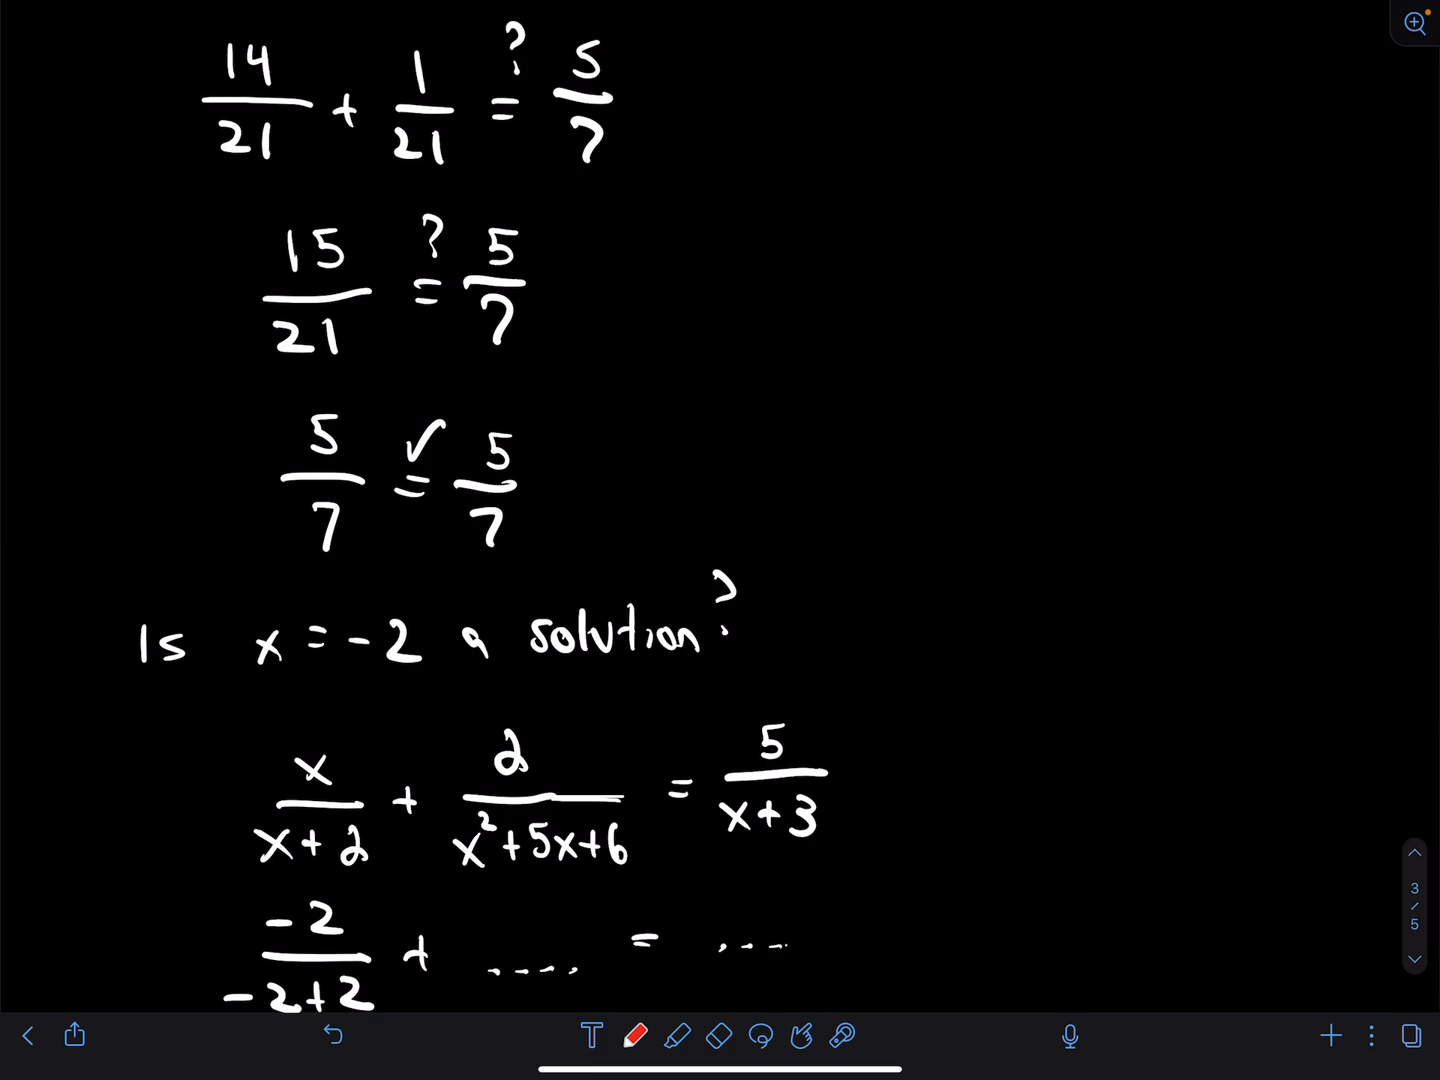 14/21 + 1/21 =? 5/7
15/21 =? 5/7
5/7 =✓ 5/7
Is x = -2 a solution?
x/(x+2) + 2/(x²+5x+6) = 5/(x+3)
-2/(-2+2) + .... = ....
3/5
T